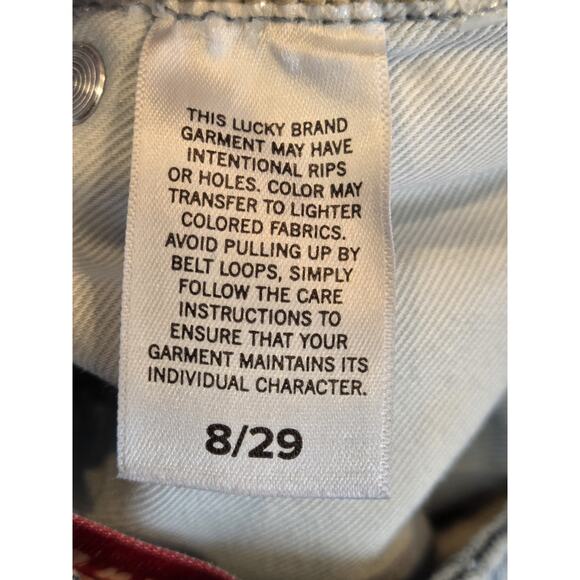 THIS LUCKY BRAND
GARMENT MAY HAVE
INTENTIONAL RIPS
OR HOLES. COLOR MAY
TRANSFER TO LIGHTER
COLORED FABRICS.
AVOID PULLING UP BY
BELT LOOPS, SIMPLY
FOLLOW THE CARE
INSTRUCTIONS TO
ENSURE THAT YOUR
GARMENT MAINTAINS ITS
INDIVIDUAL CHARACTER.
8/29